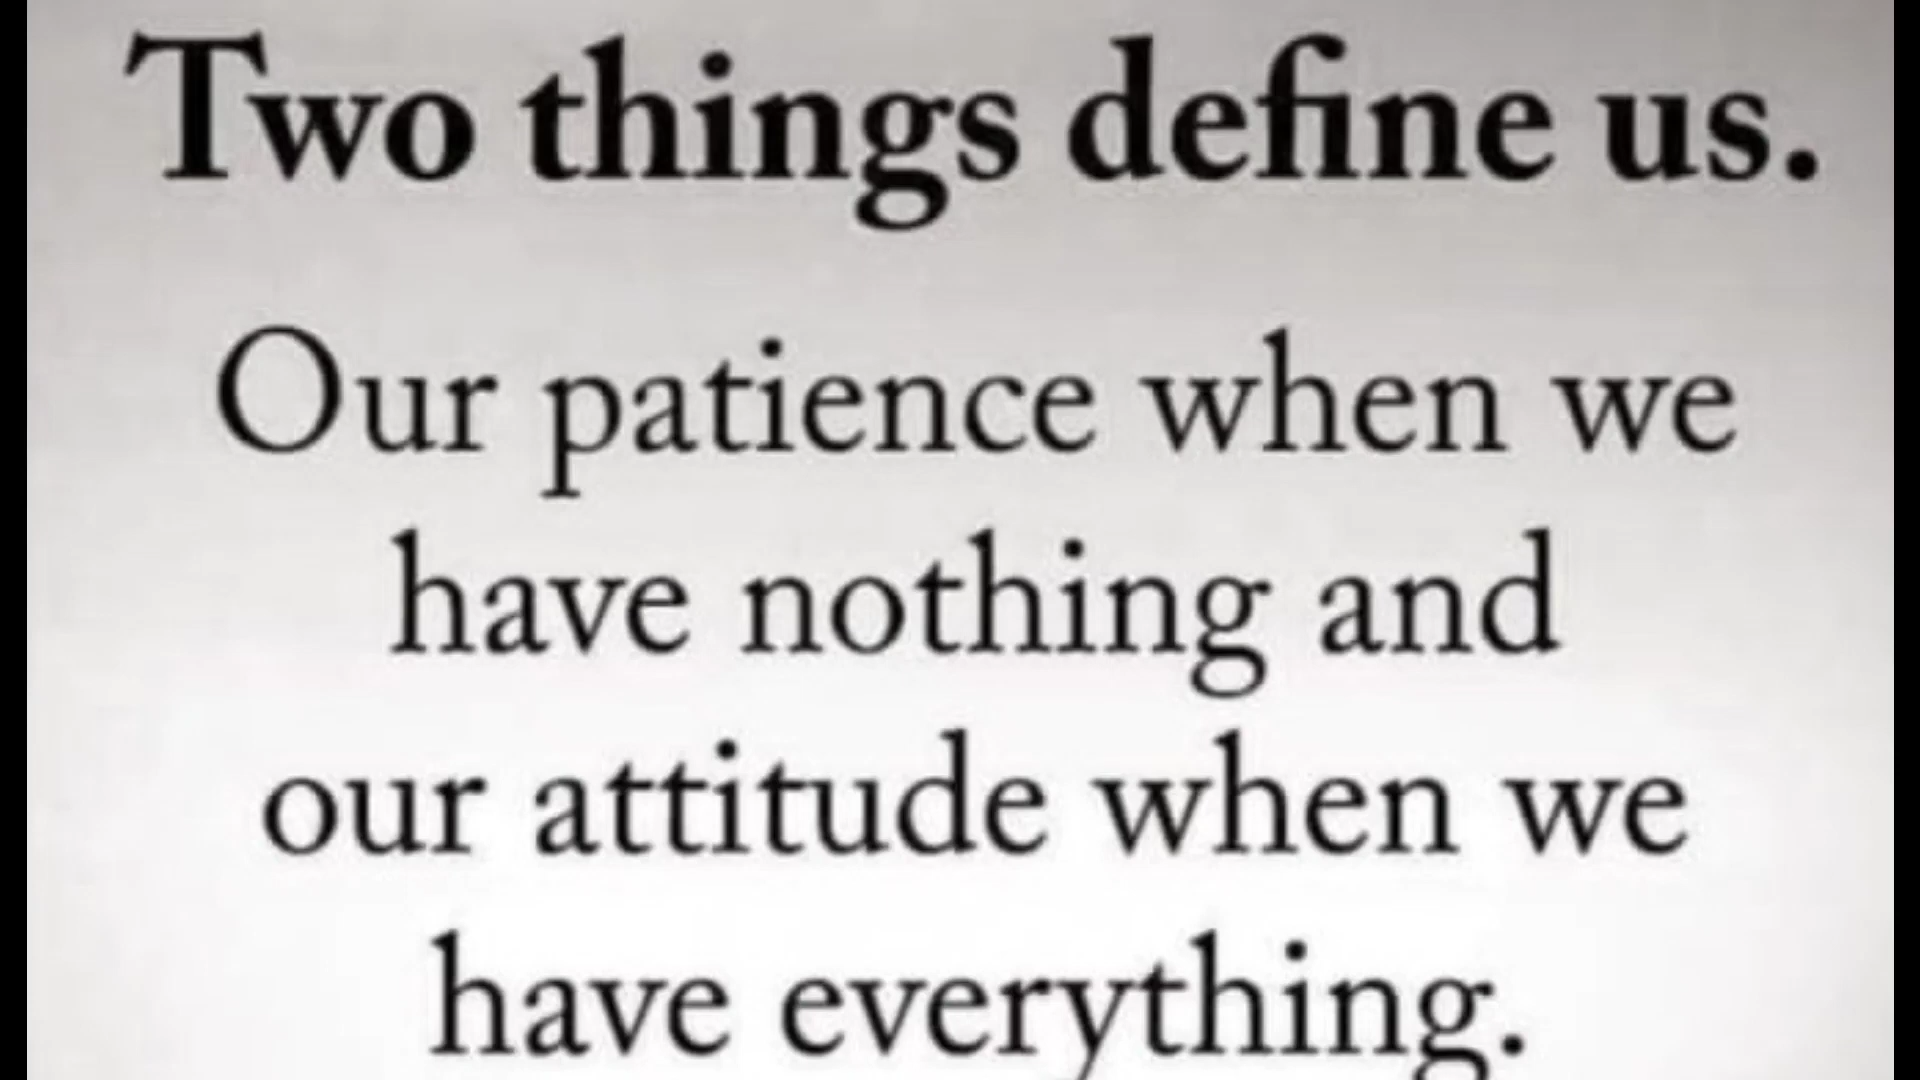 Two things define us.
Our patience when we
have nothing and
our attitude when we
have everything.